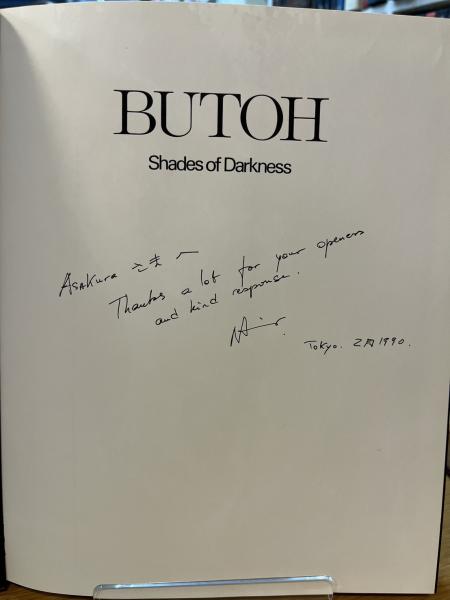 BUTOH
Shades of Darkness
Asakura さま へ
Thanks a lot for your openess
and kind response.
Tokyo. 2月1990.